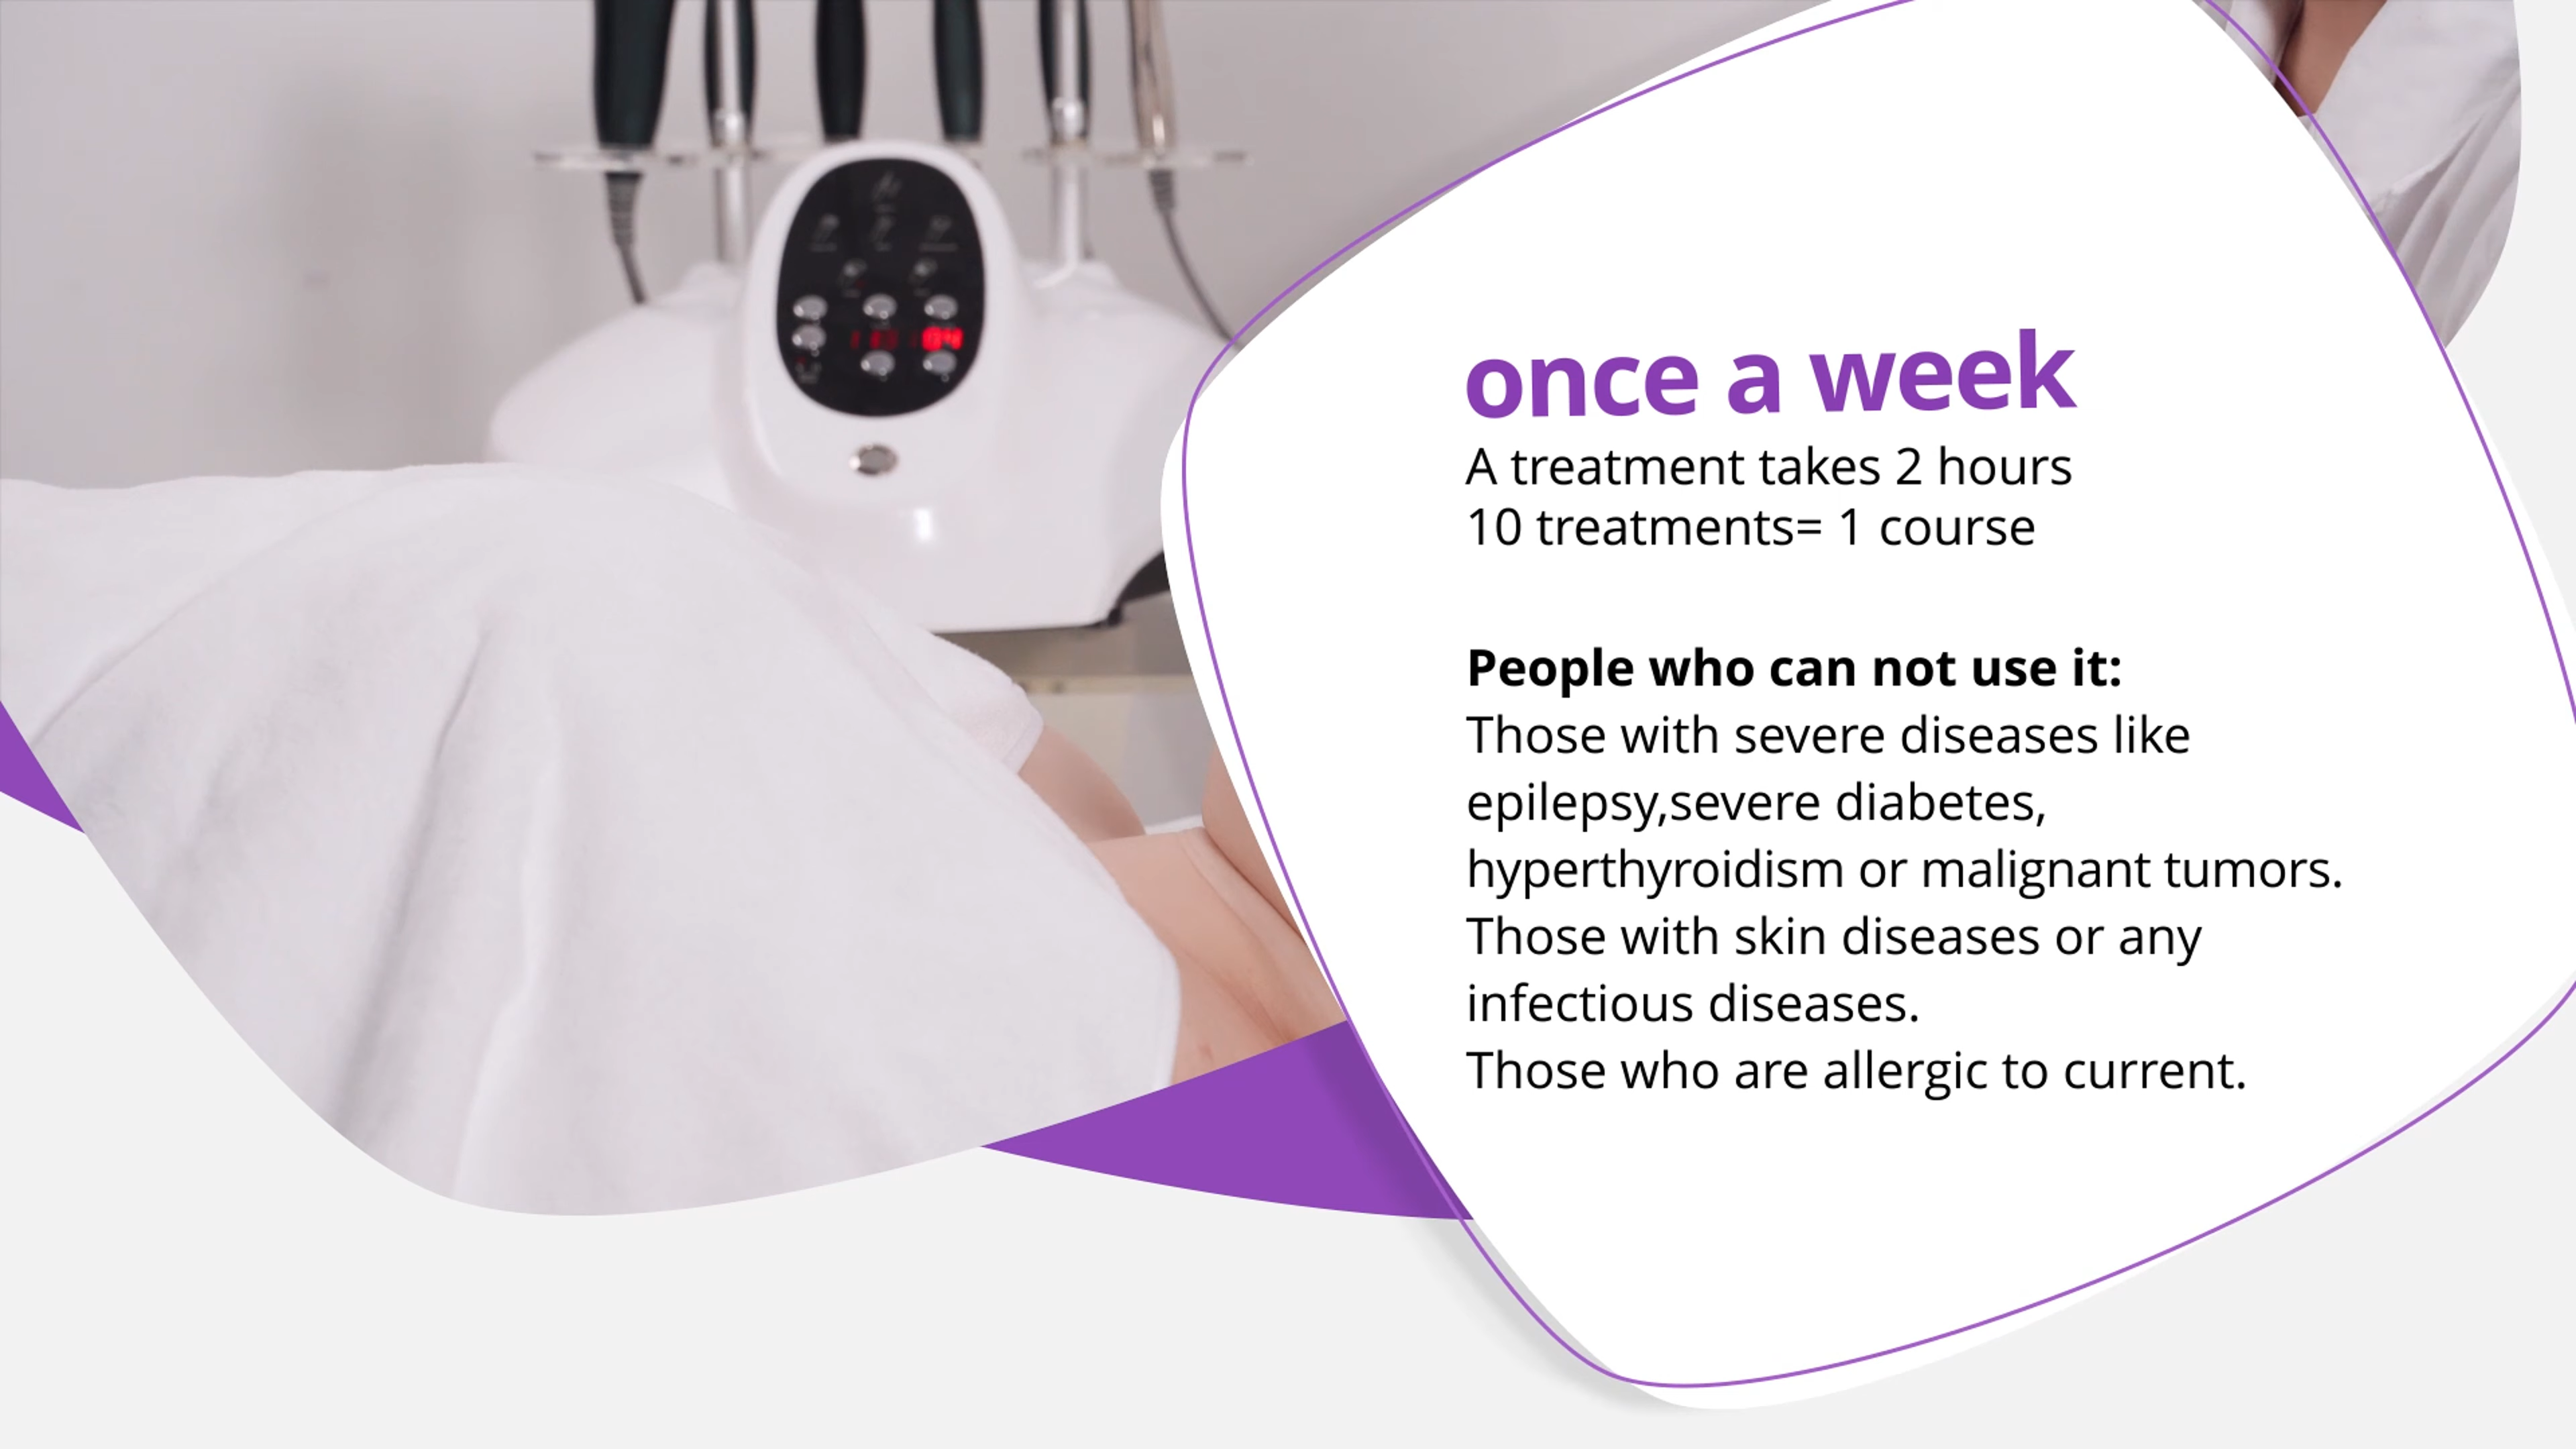 once a week
A treatment takes 2 hours
10 treatments= 1 course
People who can not use it:
Those with severe diseases like
epilepsy,severe diabetes,
hyperthyroidism or malignant tumors.
Those with skin diseases or any
infectious diseases.
Those who are allergic to current.